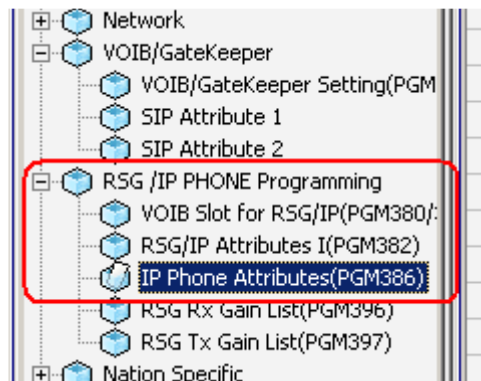 Network
VOIB/GateKeeper
VOIB/GateKeeper Setting(PGM
SIP Attribute 1
SIP Attribute 2
RSG /IP PHONE Programming
VOIB Slot for RSG/IP(PGM380/
RSG/IP Attributes I(PGM382)
IP Phone Attributes(PGM386)
RSG Rx Gain List(PGM396)
RSG Tx Gain List(PGM397)
Nation Specific